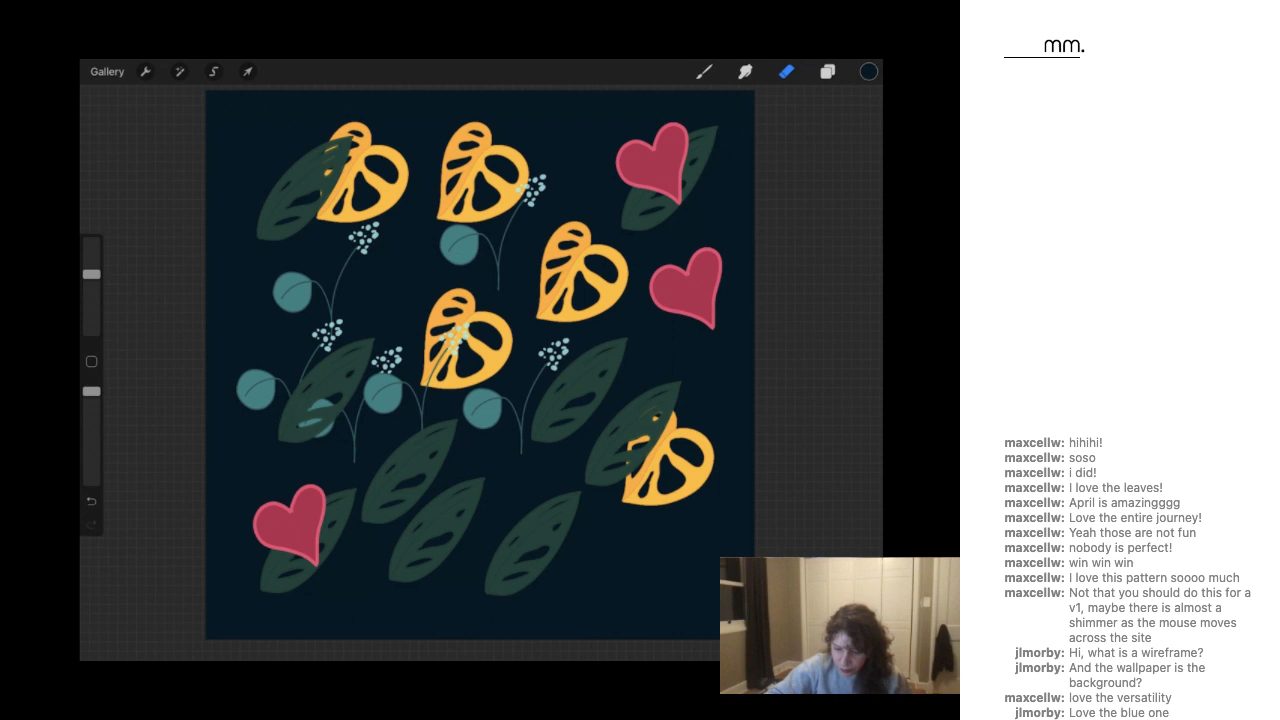 mm.
Gallery
maxcellw: hihihi!
maxcellw: soso
maxcellw: i did!
maxcellw: I love the leaves!
maxcellw: April is amazingggg
maxcellw: Love the entire journey!
maxcellw: Yeah those are not fun
maxcellw: nobody is perfect!
maxcellw: win win win
maxcellw: I love this pattern soooo much
maxcellw: Not that you should do this for a
v1, maybe there is almost a
shimmer as the mouse moves
across the site
jlmorby: Hi, what is a wireframe?
jlmorby: And the wallpaper is the
background?
maxcellw: love the versatility
jlmorby: Love the blue one